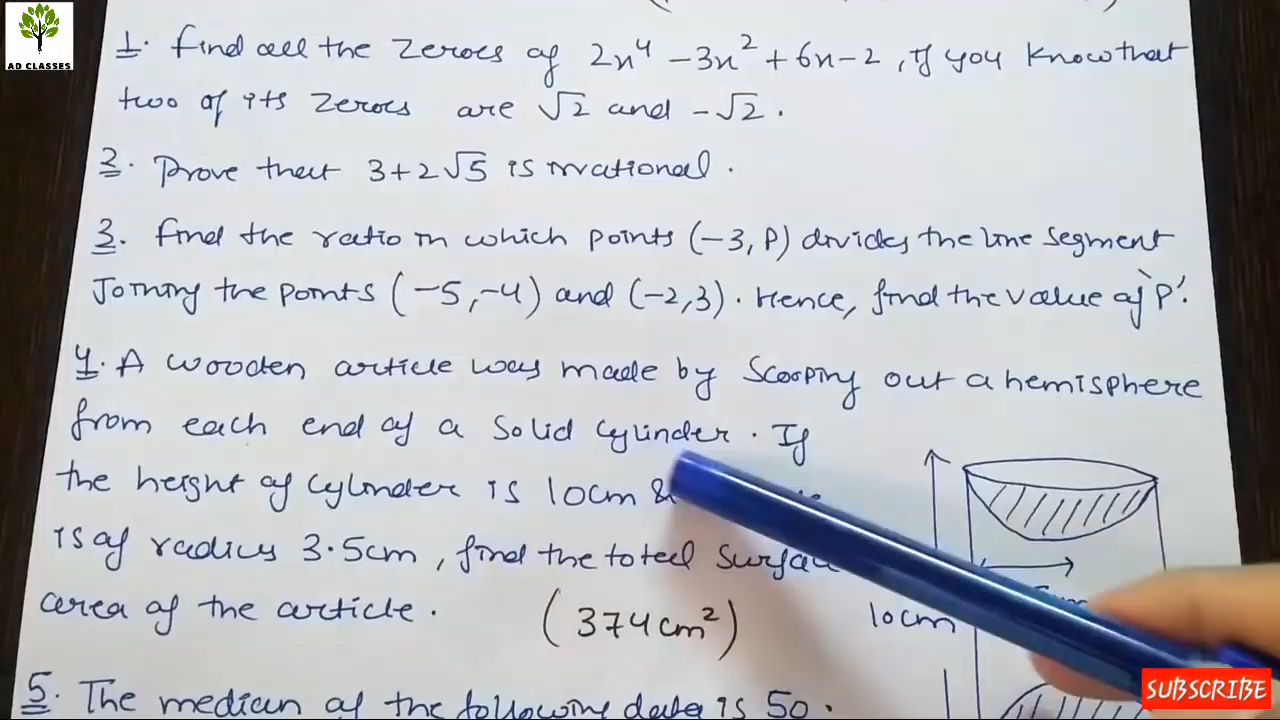 AD CLASSES
1. Find all the zeroes of 2x⁴ - 3x² + 6x - 2, if you know that
two of its zeroes are √2 and -√2.
2. Prove that 3+2√5 is irrational.
3. Find the ratio in which points (-3, P) divides the line segment
Joining the points (-5, -4) and (-2, 3). Hence, find the value of 'P'.
4. A wooden article was made by scooping out a hemisphere
from each end of a solid cylinder. If
the height of cylinder is 10cm &
is of radius 3.5cm, find the total surface
area of the article. (374cm²)
10cm
5. The median of the following data is 50.
SUBSCRIBE